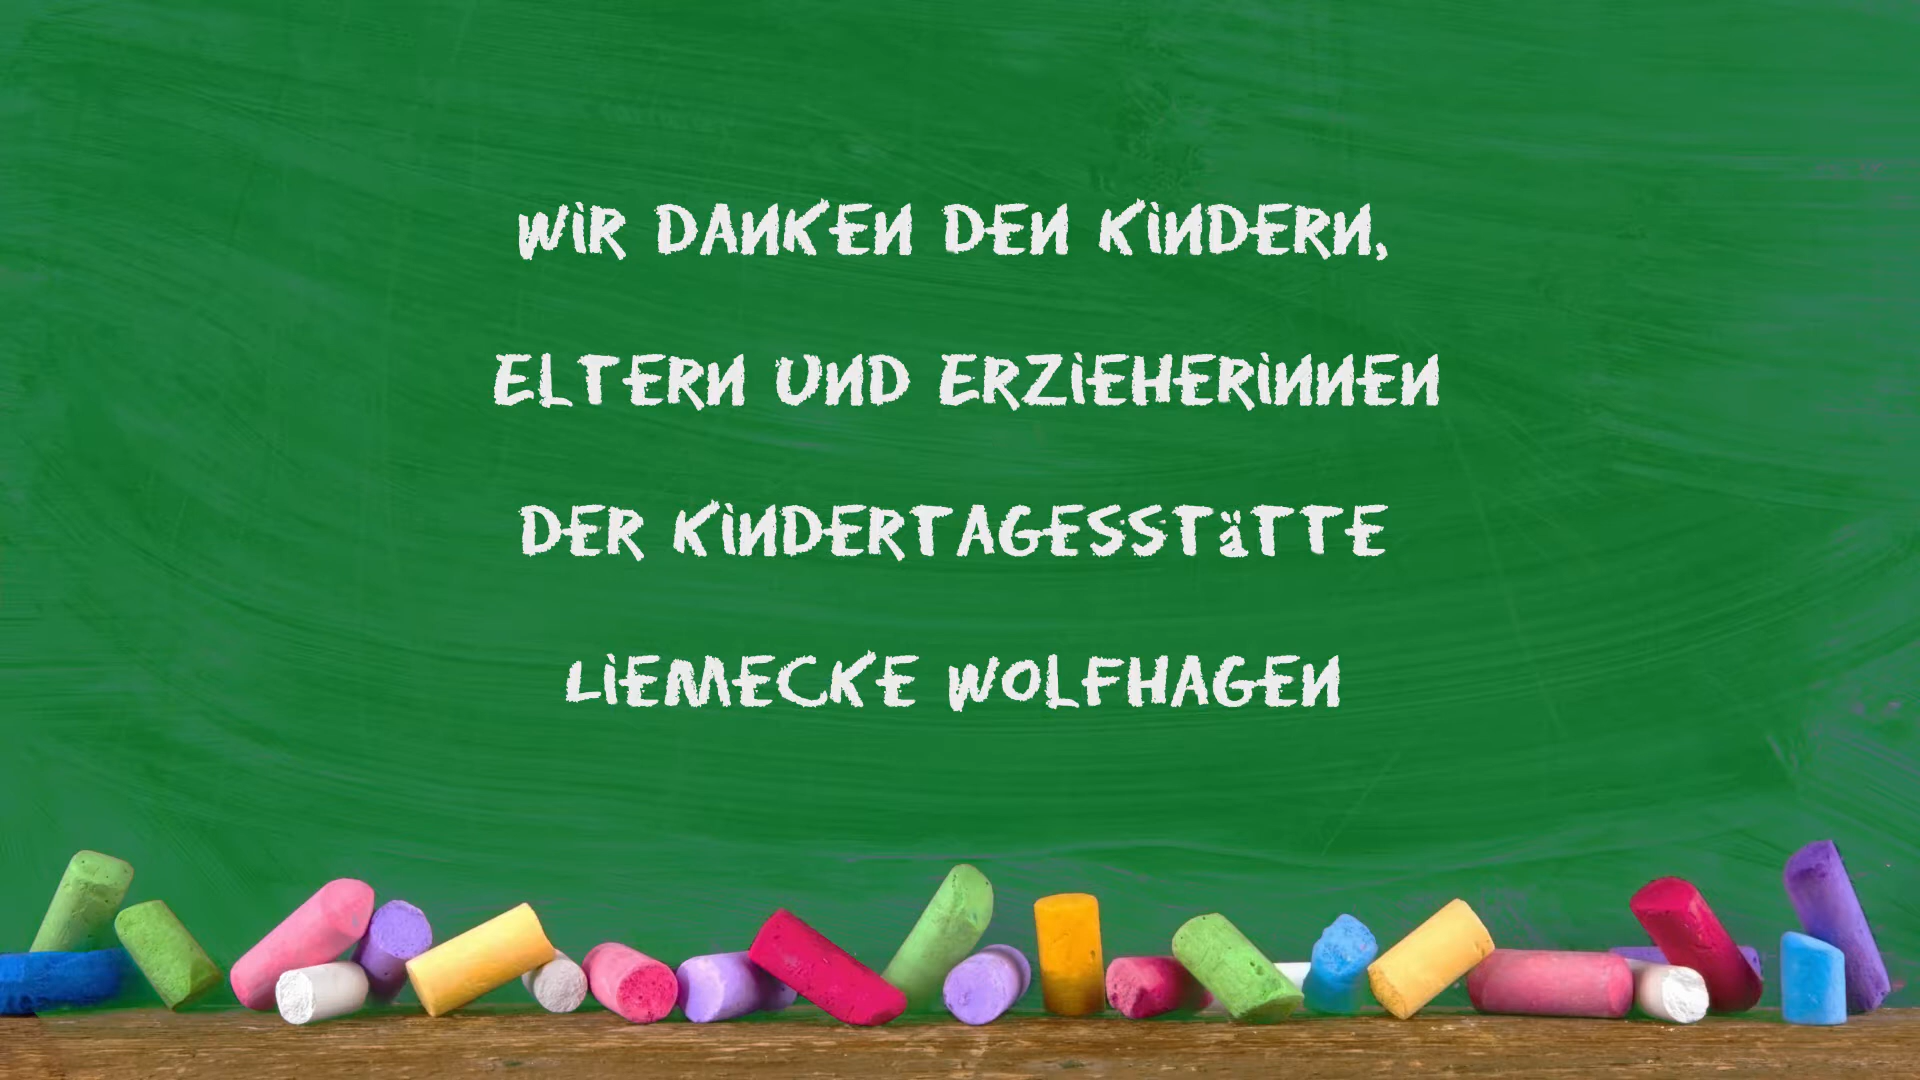 WIR DANKEN DEN KINDERN,
ELTERN UND ERZIEHERINNEN
DER KINDERTAGESSTäTTE
LIEMECKE WOLFHAGEN